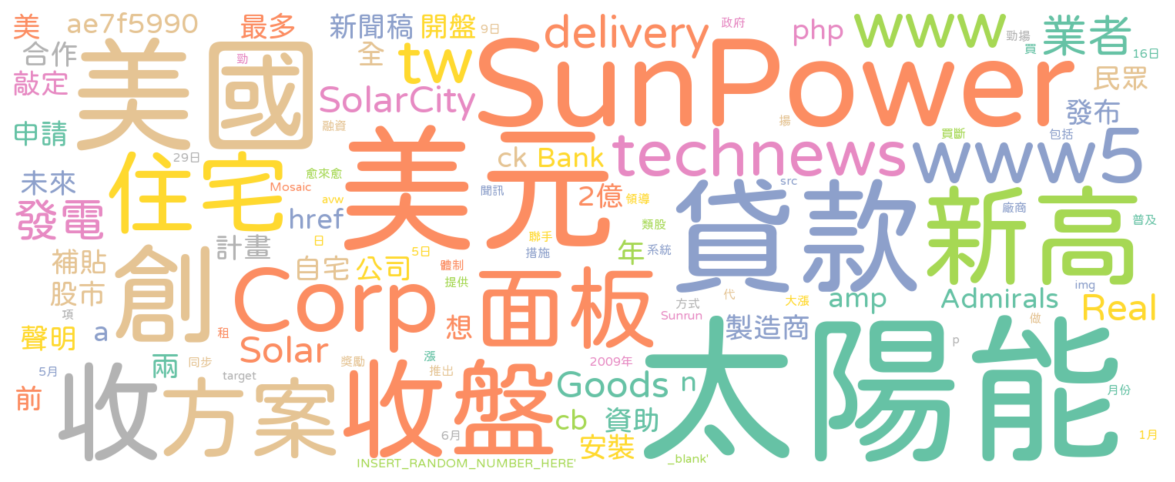 美 ae7f5990 最多 新聞稿 開盤 9日 delivery 政府 php www 業者
合作 美國 勁 全 tw SunPower 勁揚 買 16日
敲定 SolarCity 民眾
申請 融資 揚 發布
29日 住宅 愈來愈 美元 ck Bank technews 買斷 包括 www5
未來 Mosaic 聞訊 2億 領導 src
發電 href avw 貸款 新高 廠商 普及
計畫 日 聯手 類股
補貼 創 自宅 公司 5日 措施 年 系統
股市 體制 提供 代 大漲 amp Admirals img Real
項 Corp 面板 方式 Sunrun
聲明 a 租 想 製造商 做
Solar 漲 太陽能 p
5月 兩 同步 獎勵 推出 2009年
前 收 target 方案 收盤 Goods n 月份
cb 資助
6月 安裝 1月
INSERT_RANDOM_NUMBER_HERE' _blank'